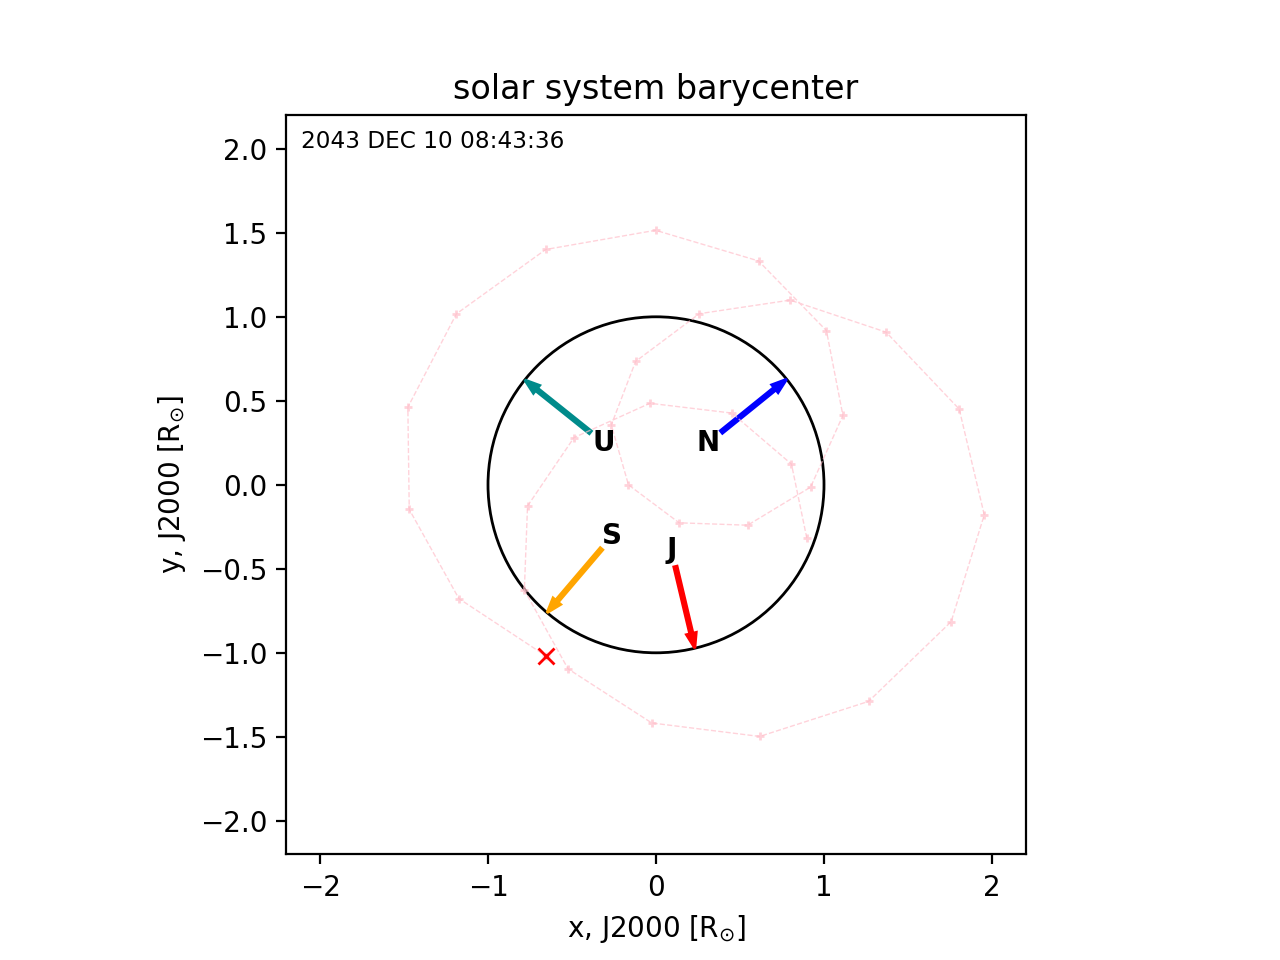 solar system barycenter
2043 DEC 10 08:43:36
2.0
1.5
1.0
0.5
0.0
−0.5
−1.0
−1.5
−2.0
y, J2000 [R☉]
U
N
S
J
−2
−1
0
1
2
x, J2000 [R☉]